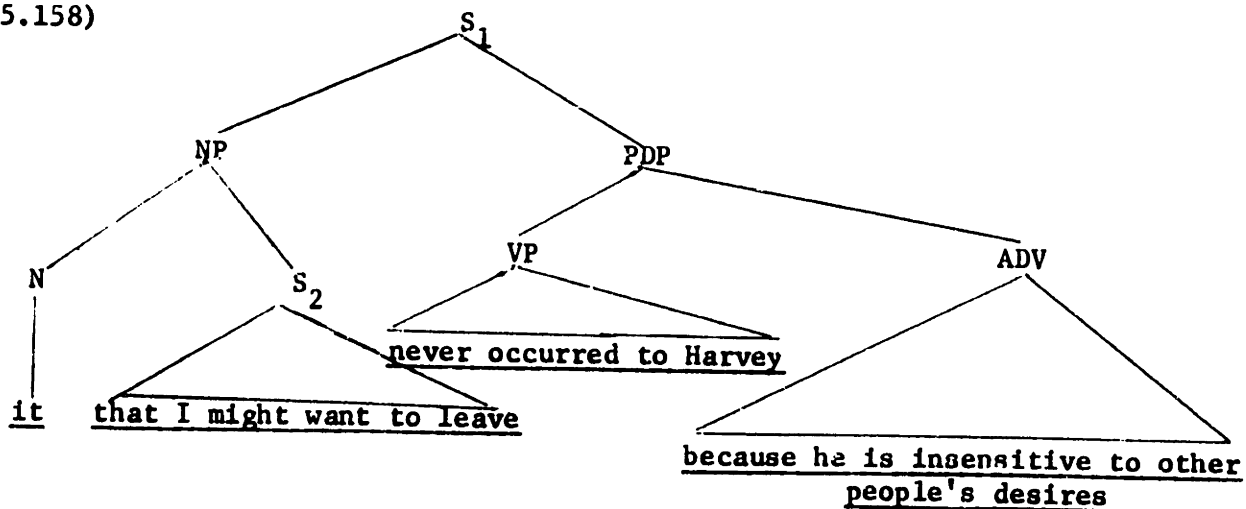 5.158)
S1
NP PDP
N S2 VP ADV
never occurred to Harvey
it that I might want to leave
because he is insensitive to other
people's desires